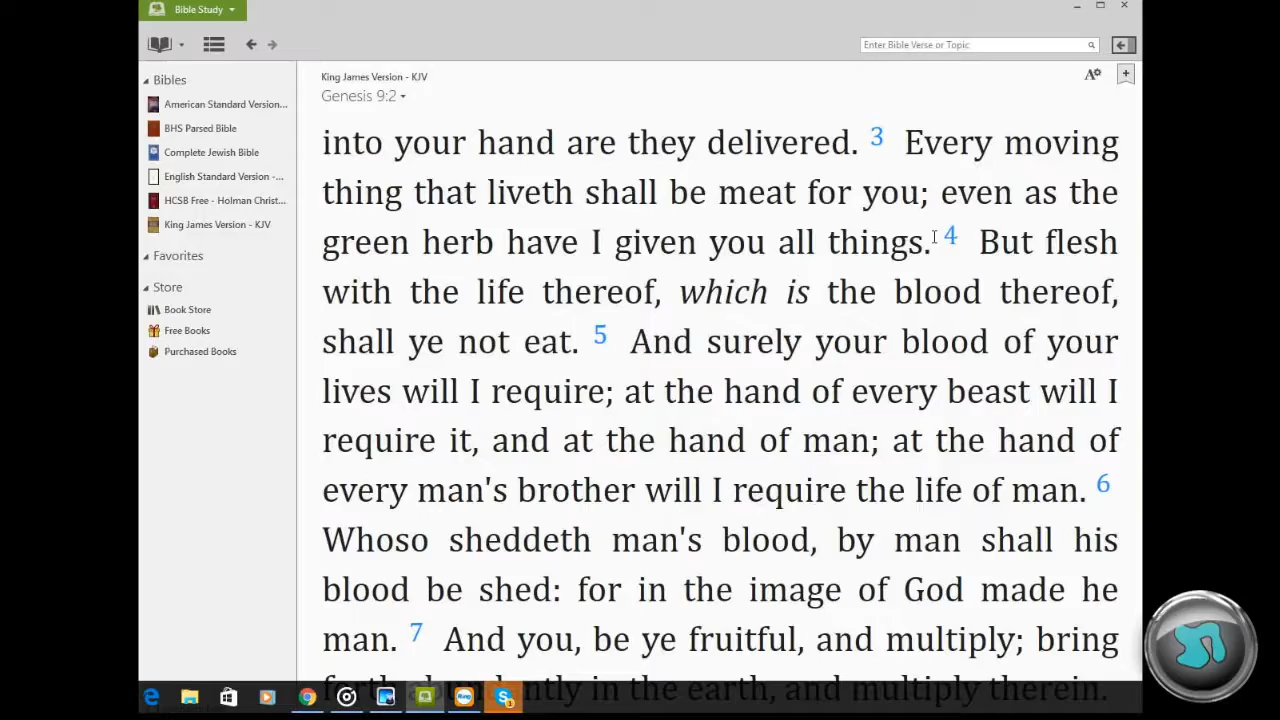 Bible Study
Enter Bible Verse or Topic
Bibles
American Standard Version...
BHS Parsed Bible
Complete Jewish Bible
English Standard Version -...
HCSB Free - Holman Christ...
King James Version - KJV
Favorites
Store
Book Store
Free Books
Purchased Books
King James Version - KJV
Genesis 9:2
into your hand are they delivered. 3 Every moving
thing that liveth shall be meat for you; even as the
green herb have I given you all things. 4 But flesh
with the life thereof, which is the blood thereof,
shall ye not eat. 5 And surely your blood of your
lives will I require; at the hand of every beast will I
require it, and at the hand of man; at the hand of
every man's brother will I require the life of man. 6
Whoso sheddeth man's blood, by man shall his
blood be shed: for in the image of God made he
man. 7 And you, be ye fruitful, and multiply; bring
forth abundantly in the earth, and multiply therein.